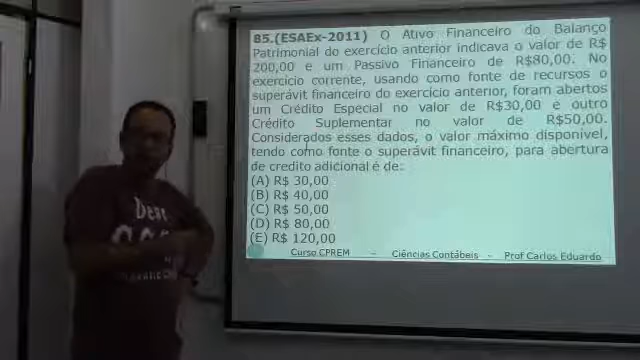 85.(ESAEx-2011) O Ativo Financeiro do Balanço
Patrimonial do exercício anterior indicava o valor de R$
200,00 e um Passivo Financeiro de R$80,00. No
exercício corrente, usando como fonte de recursos o
superávit financeiro do exercício anterior, foram abertos
um Crédito Especial no valor de R$30,00 e outro
Crédito Suplementar no valor de R$50,00.
Considerados esses dados, o valor máximo disponível,
tendo como fonte o superávit financeiro, para abertura
de credito adicional é de:
(A) R$ 30,00
(B) R$ 40,00
(C) R$ 50,00
(D) R$ 80,00
(E) R$ 120,00
Curso CPREM – Ciências Contábeis – Prof Carlos Eduardo